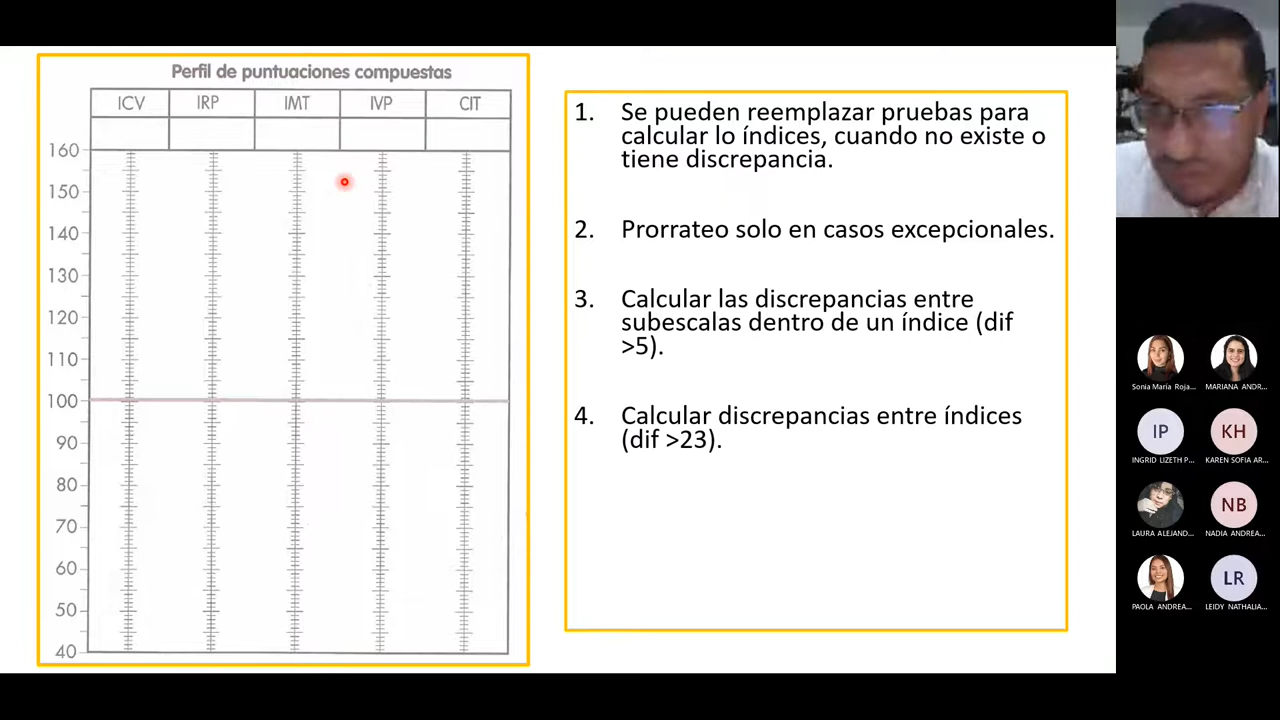 Perfil de puntuaciones compuestas
ICV IRP IMT IVP CIT
160
150
140
130
120
110
100
90
80
70
60
50
40
1. Se pueden reemplazar pruebas para
calcular lo índices, cuando no existe o
tiene discrepancia.
2. Prorrateo solo en casos excepcionales.
3. Calcular las discrepancias entre
subescalas dentro de un índice (dif
>5).
4. Calcular discrepancias entre índices
(dif >23).
Sonia Maria Roja... MARIANA ANDR...
IP KH
INGRID LIZETH P... KAREN SOFIA AR...
NB
LAURA ALEJAND... NADIA ANDREA...
LR
PAOLA ANDREA... LEIDY NATHALIA...